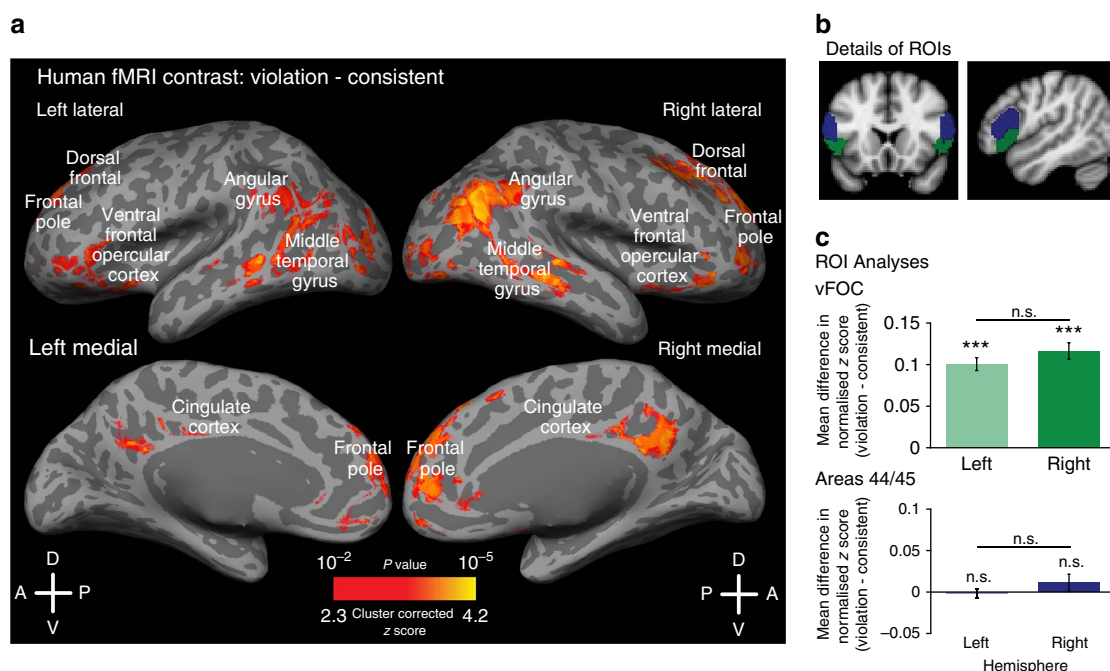 a
Human fMRI contrast: violation - consistent
Left lateral
Right lateral
Dorsal
frontal
Frontal
pole
Ventral
frontal
opercular
cortex
Angular
gyrus
Middle
temporal
gyrus
Angular
gyrus
Middle
temporal
gyrus
Ventral
frontal
opercular
cortex
Dorsal
frontal
Frontal
pole
Left medial
Right medial
Cingulate
cortex
Frontal
pole
Frontal
pole
Cingulate
cortex
D
A P
V
10⁻² P value 10⁻⁵
2.3 Cluster corrected 4.2
z score
D
P A
V
b
Details of ROIs
c
ROI Analyses
vFOC
Mean difference in
normalised z score
(violation - consistent)
0.15
0.1
0.05
0
n.s.
***
***
Left Right
Areas 44/45
Mean difference in
normalised z score
(violation - consistent)
0.1
0.05
0
−0.05
n.s.
n.s.
n.s.
Left Right
Hemisphere